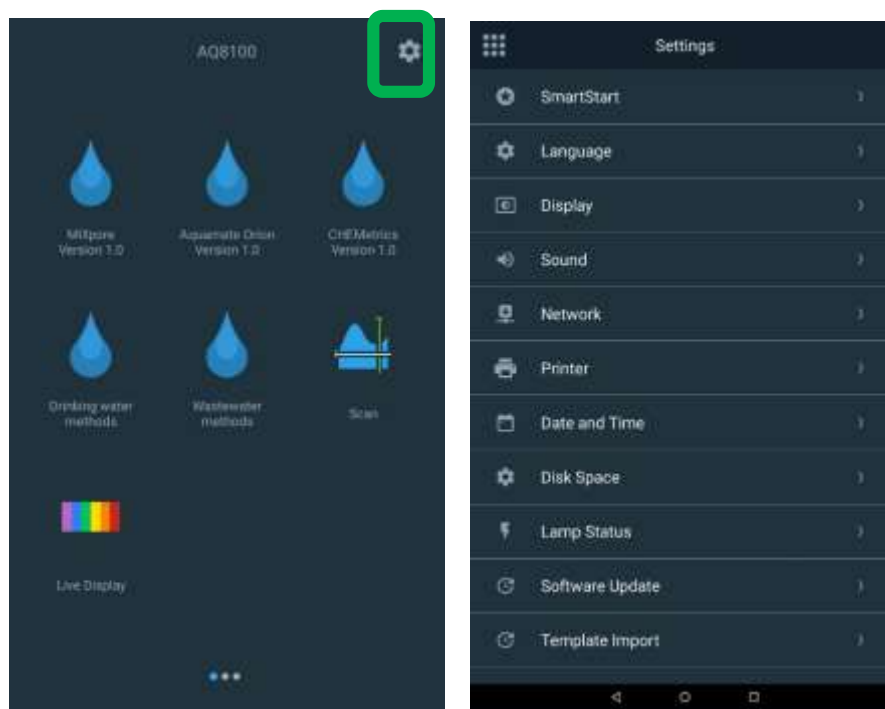 AQ8100
Millipore
Version 1.0
Aquamate Orion
Version 1.0
CHEMetrics
Version 1.0
Drinking water
methods
Wastewater
methods
Scan
Live Display
Settings
SmartStart
Language
Display
Sound
Network
Printer
Date and Time
Disk Space
Lamp Status
Software Update
Template Import